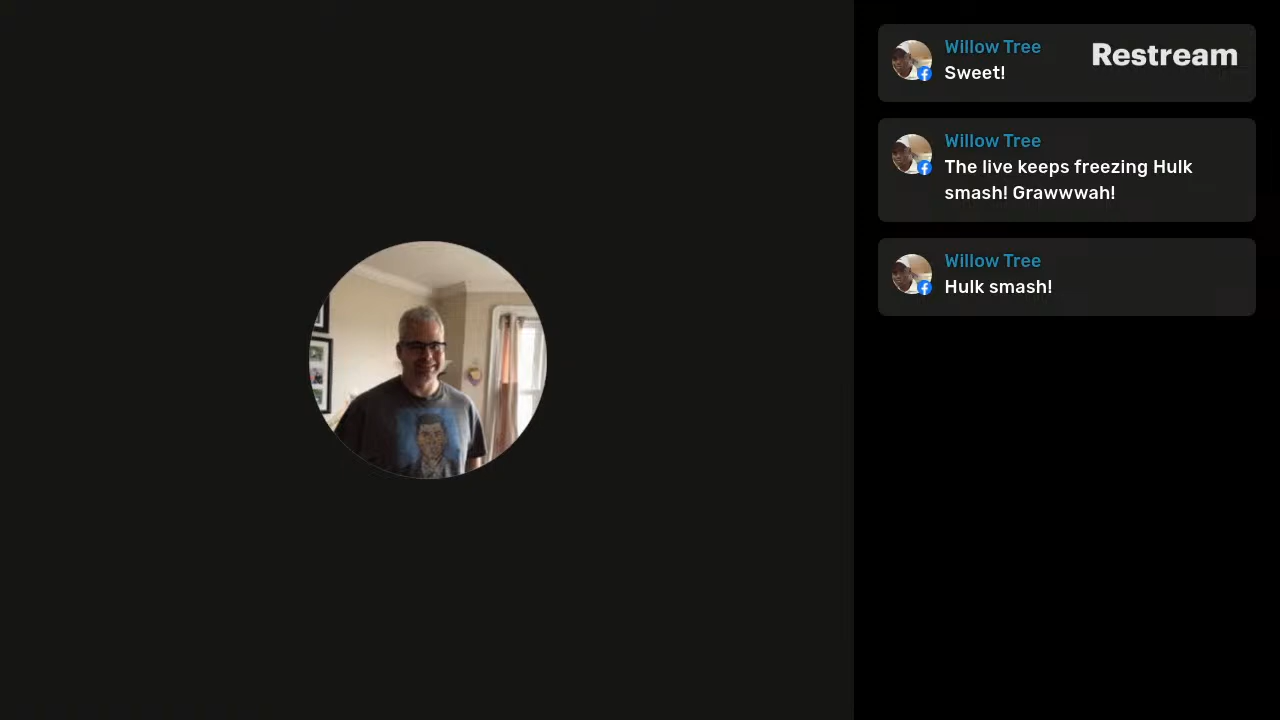 Willow Tree
Restream
Sweet!
Willow Tree
The live keeps freezing Hulk
smash! Grawwwah!
Willow Tree
Hulk smash!